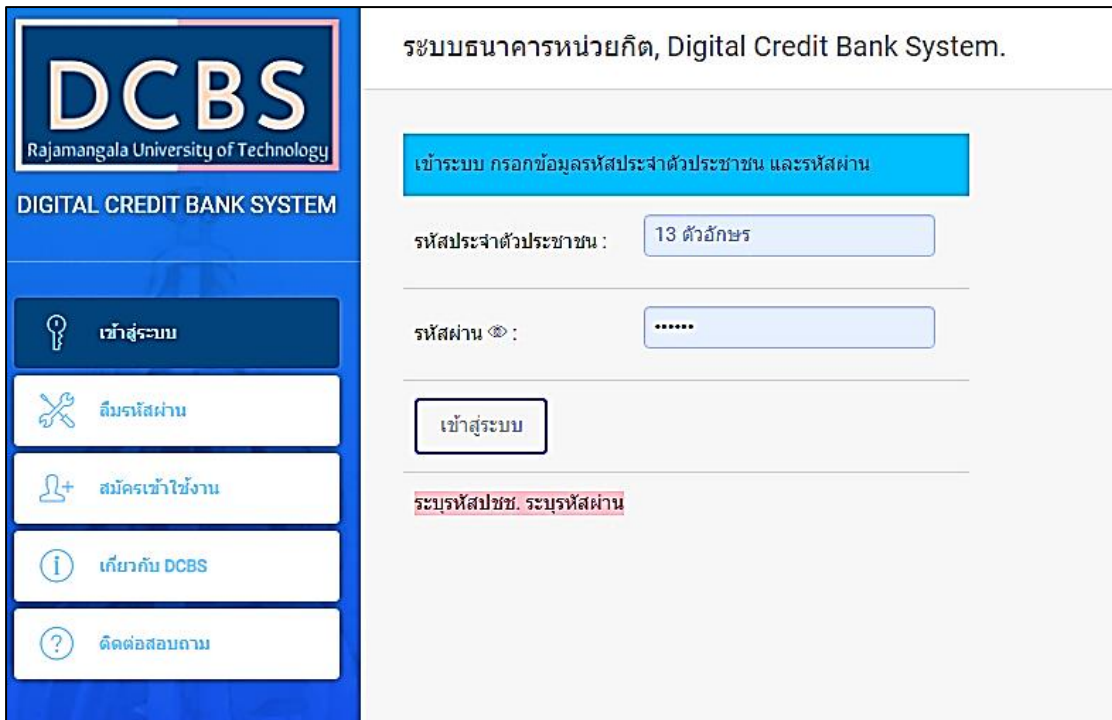 DCBS
Rajamangala University of Technology
DIGITAL CREDIT BANK SYSTEM
เข้าสู่ระบบ
ลืมรหัสผ่าน
สมัครเข้าใช้งาน
เกี่ยวกับ DCBS
ติดต่อสอบถาม
ระบบธนาคารหน่วยกิต, Digital Credit Bank System.
เข้าระบบ กรอกข้อมูลรหัสประจำตัวประชาชน และรหัสผ่าน
รหัสประจำตัวประชาชน : 13 ตัวอักษร
รหัสผ่าน : ••••••
เข้าสู่ระบบ
ระบุรหัสปชช. ระบุรหัสผ่าน